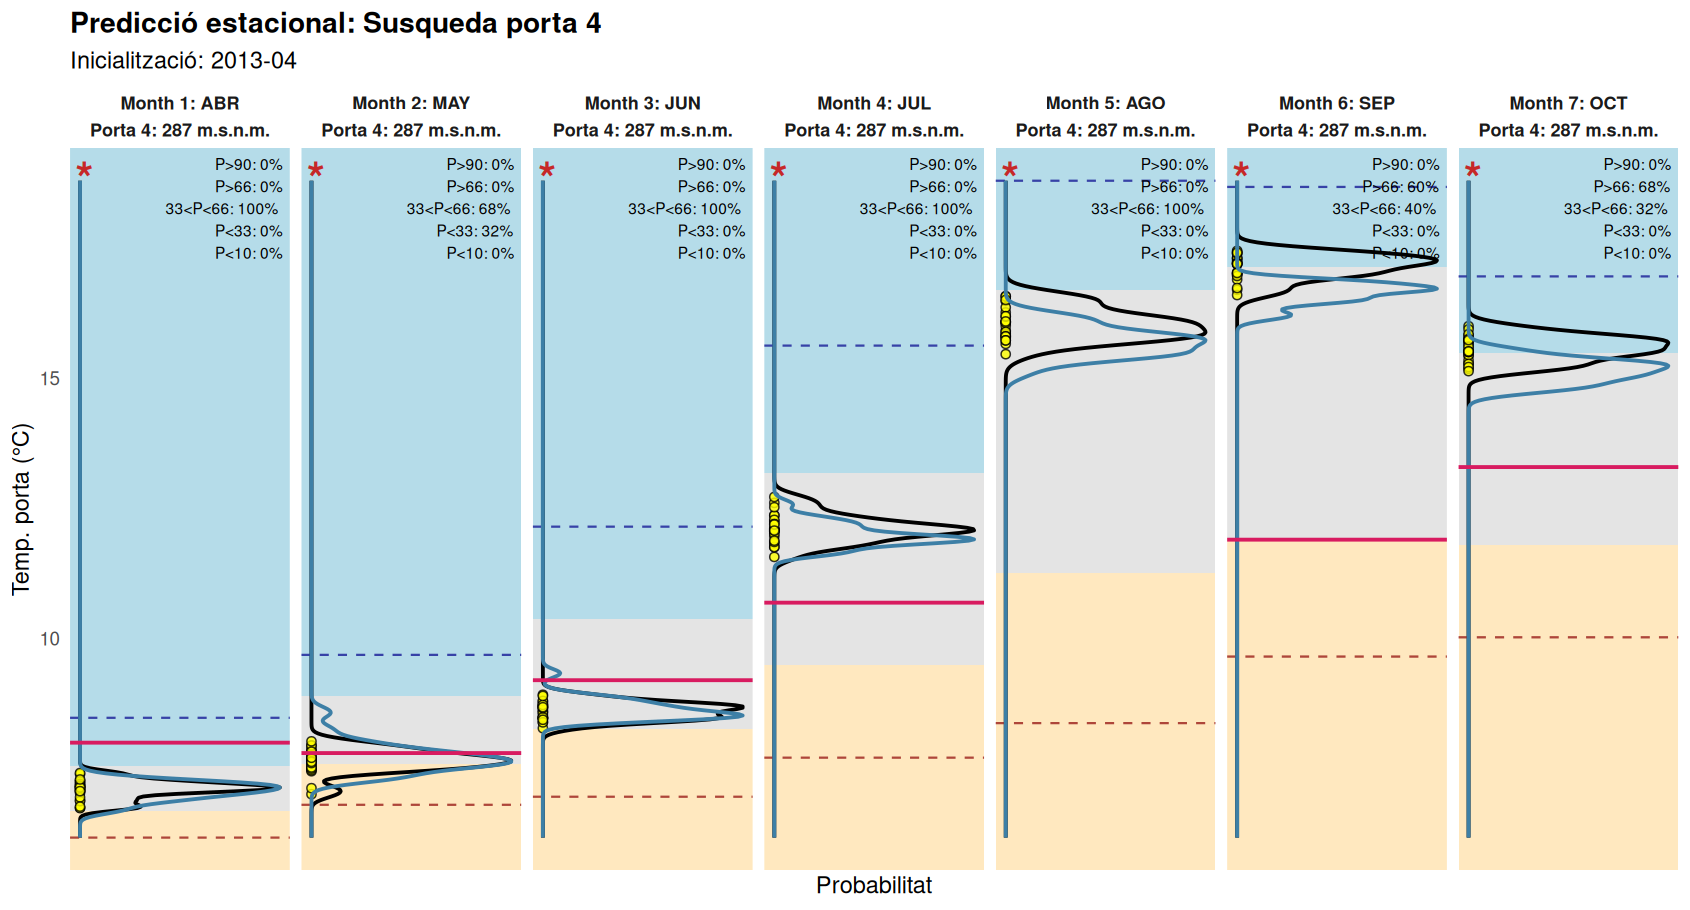 Predicció estacional: Susqueda porta 4
Inicialització: 2013-04
Month 1: ABR
Porta 4: 287 m.s.n.m.
Month 2: MAY
Porta 4: 287 m.s.n.m.
Month 3: JUN
Porta 4: 287 m.s.n.m.
Month 4: JUL
Porta 4: 287 m.s.n.m.
Month 5: AGO
Porta 4: 287 m.s.n.m.
Month 6: SEP
Porta 4: 287 m.s.n.m.
Month 7: OCT
Porta 4: 287 m.s.n.m.
*
P>90: 0%
P>66: 0%
33<P<66: 100%
P<33: 0%
P<10: 0%
*
P>90: 0%
P>66: 0%
33<P<66: 68%
P<33: 32%
P<10: 0%
*
P>90: 0%
P>66: 0%
33<P<66: 100%
P<33: 0%
P<10: 0%
*
P>90: 0%
P>66: 0%
33<P<66: 100%
P<33: 0%
P<10: 0%
*
P>90: 0%
P>66: 0%
33<P<66: 100%
P<33: 0%
P<10: 0%
*
P>90: 0%
P>66: 60%
33<P<66: 40%
P<33: 0%
P<10: 0%
*
P>90: 0%
P>66: 68%
33<P<66: 32%
P<33: 0%
P<10: 0%
15
10
Temp. porta (°C)
Probabilitat